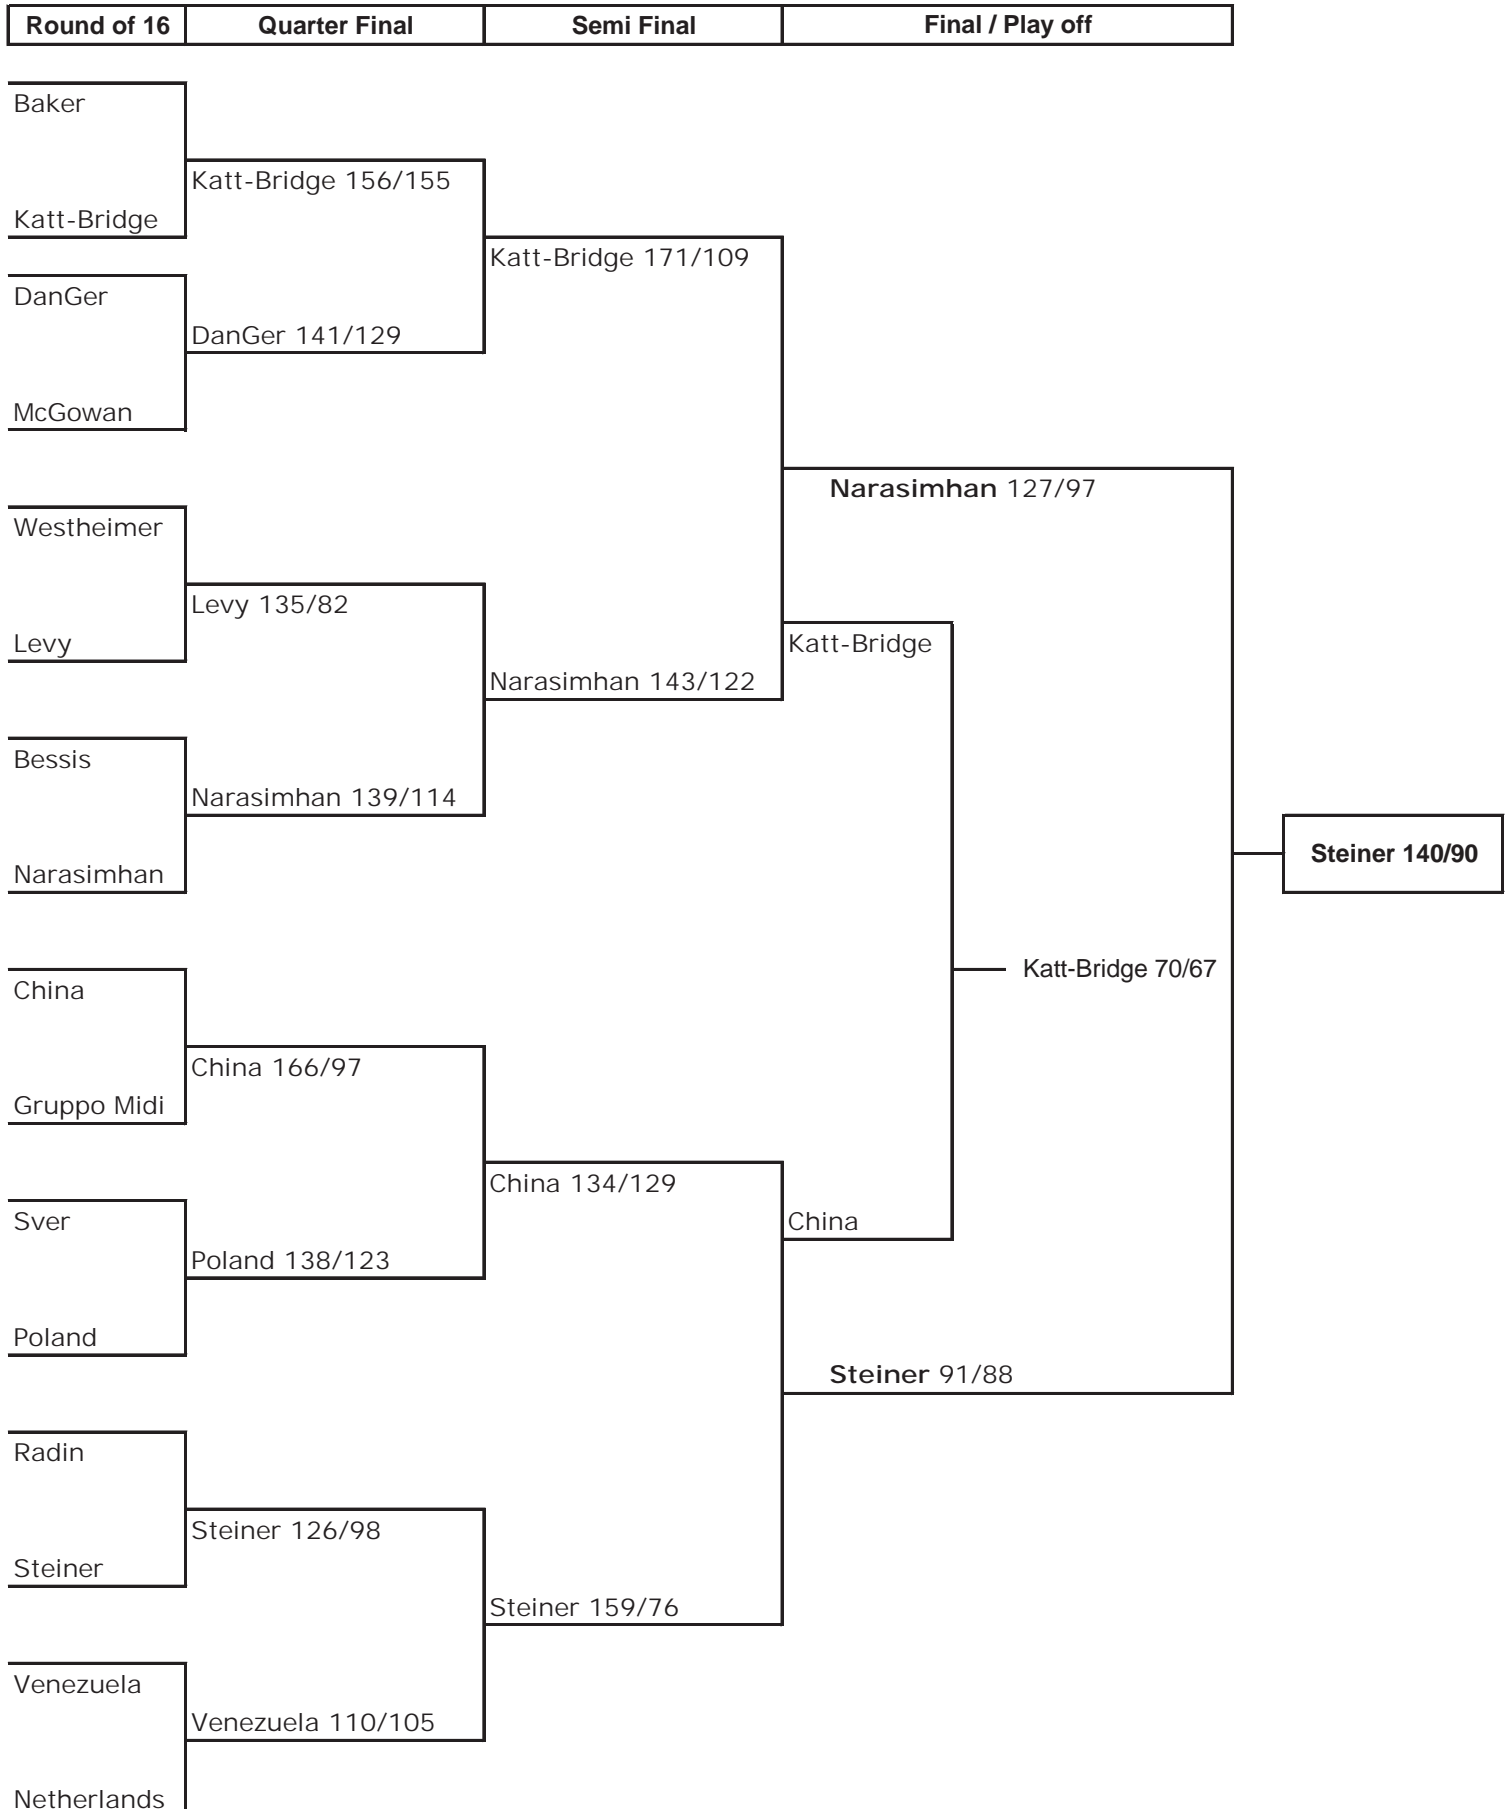 Round of 16 Quarter Final Semi Final Final / Play off
Baker
Katt-Bridge 156/155
Katt-Bridge
Katt-Bridge 171/109
DanGer
DanGer 141/129
McGowan
Narasimhan 127/97
Westheimer
Levy 135/82
Levy
Katt-Bridge
Narasimhan 143/122
Bessis
Narasimhan 139/114
Steiner 140/90
Narasimhan
Katt-Bridge 70/67
China
China 166/97
Gruppo Midi
China 134/129
Sver
China
Poland 138/123
Poland
Steiner 91/88
Radin
Steiner 126/98
Steiner
Steiner 159/76
Venezuela
Venezuela 110/105
Netherlands